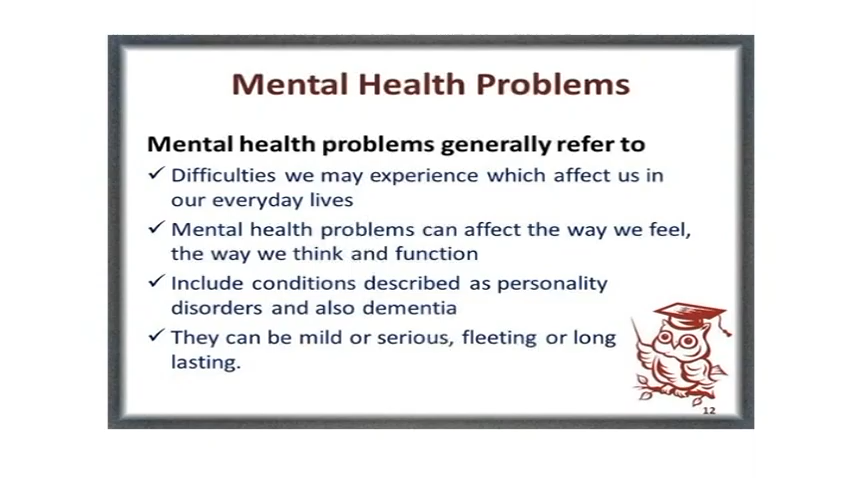 Mental Health Problems
Mental health problems generally refer to
✓ Difficulties we may experience which affect us in
our everyday lives
✓ Mental health problems can affect the way we feel,
the way we think and function
✓ Include conditions described as personality
disorders and also dementia
✓ They can be mild or serious, fleeting or long
lasting.
12